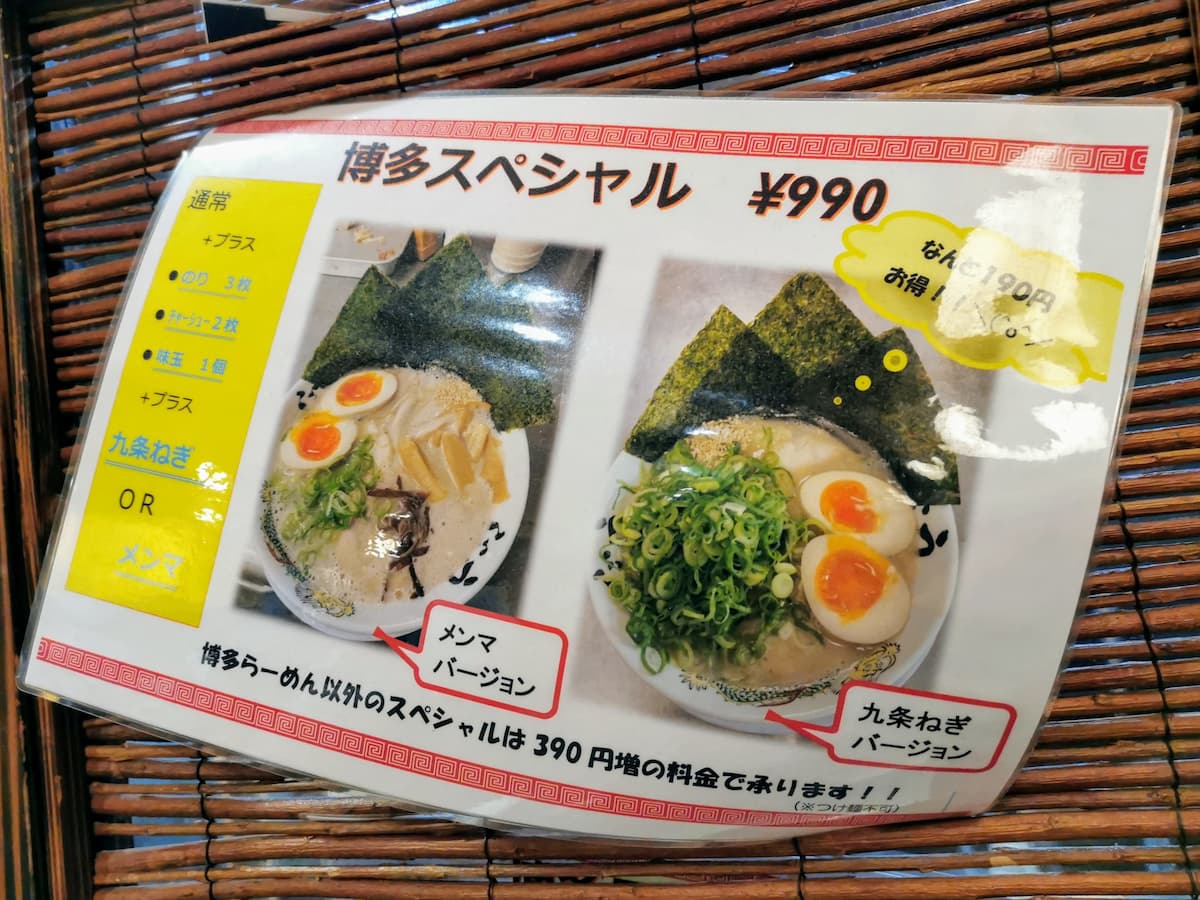 博多スペシャル ¥990
通常
+プラス
●のり 3枚
●チャーシュー2枚
●味玉 1個
+プラス
九条ねぎ
OR
メンマ
なんと190円
お得!
メンマ
バージョン
九条ねぎ
バージョン
博多らーめん以外のスペシャルは390円増の料金で承ります!!
(※つけ麺不可)